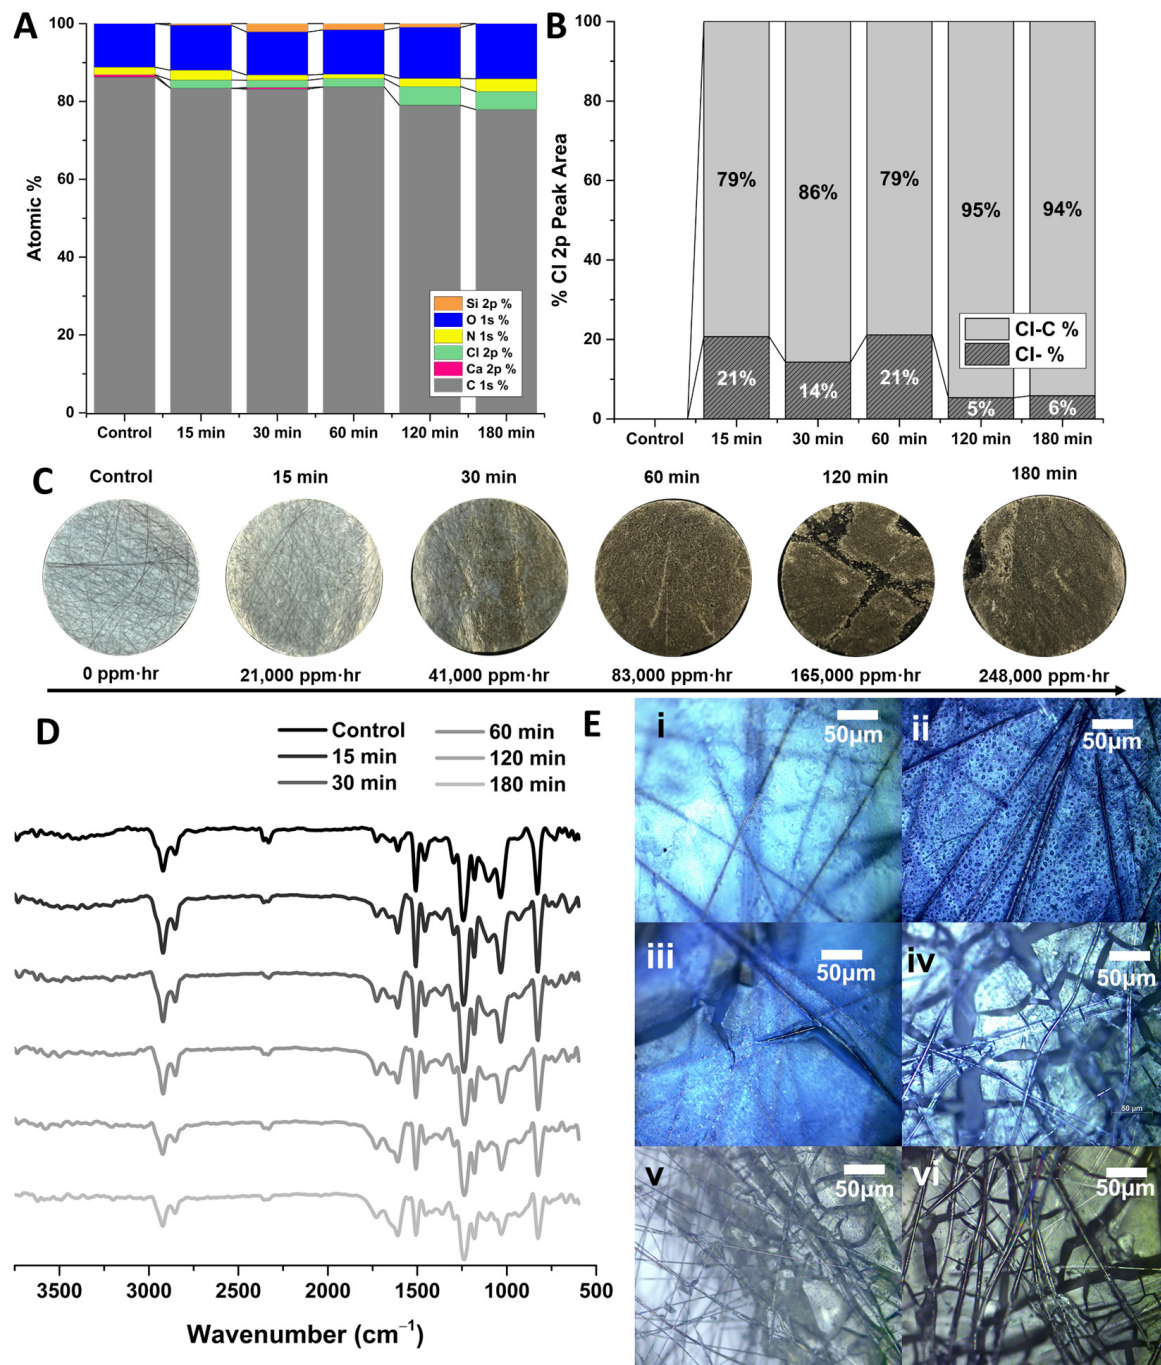 A
Atomic %
100
80
60
40
20
0
Si 2p %
O 1s %
N 1s %
Cl 2p %
Ca 2p %
C 1s %
Control 15 min 30 min 60 min 120 min 180 min
B
% Cl 2p Peak Area
100
80
60
40
20
0
79% 86% 79% 95% 94%
Cl-C %
Cl- %
21% 14% 21% 5% 6%
Control 15 min 30 min 60 min 120 min 180 min
C
Control 15 min 30 min 60 min 120 min 180 min
0 ppm·hr 21,000 ppm·hr 41,000 ppm·hr 83,000 ppm·hr 165,000 ppm·hr 248,000 ppm·hr
D
Control 60 min
15 min 120 min
30 min 180 min
3500 3000 2500 2000 1500 1000 500
Wavenumber (cm⁻¹)
E
i 50µm
ii 50µm
iii 50µm
iv 50µm
50 µm
v 50µm
vi 50µm